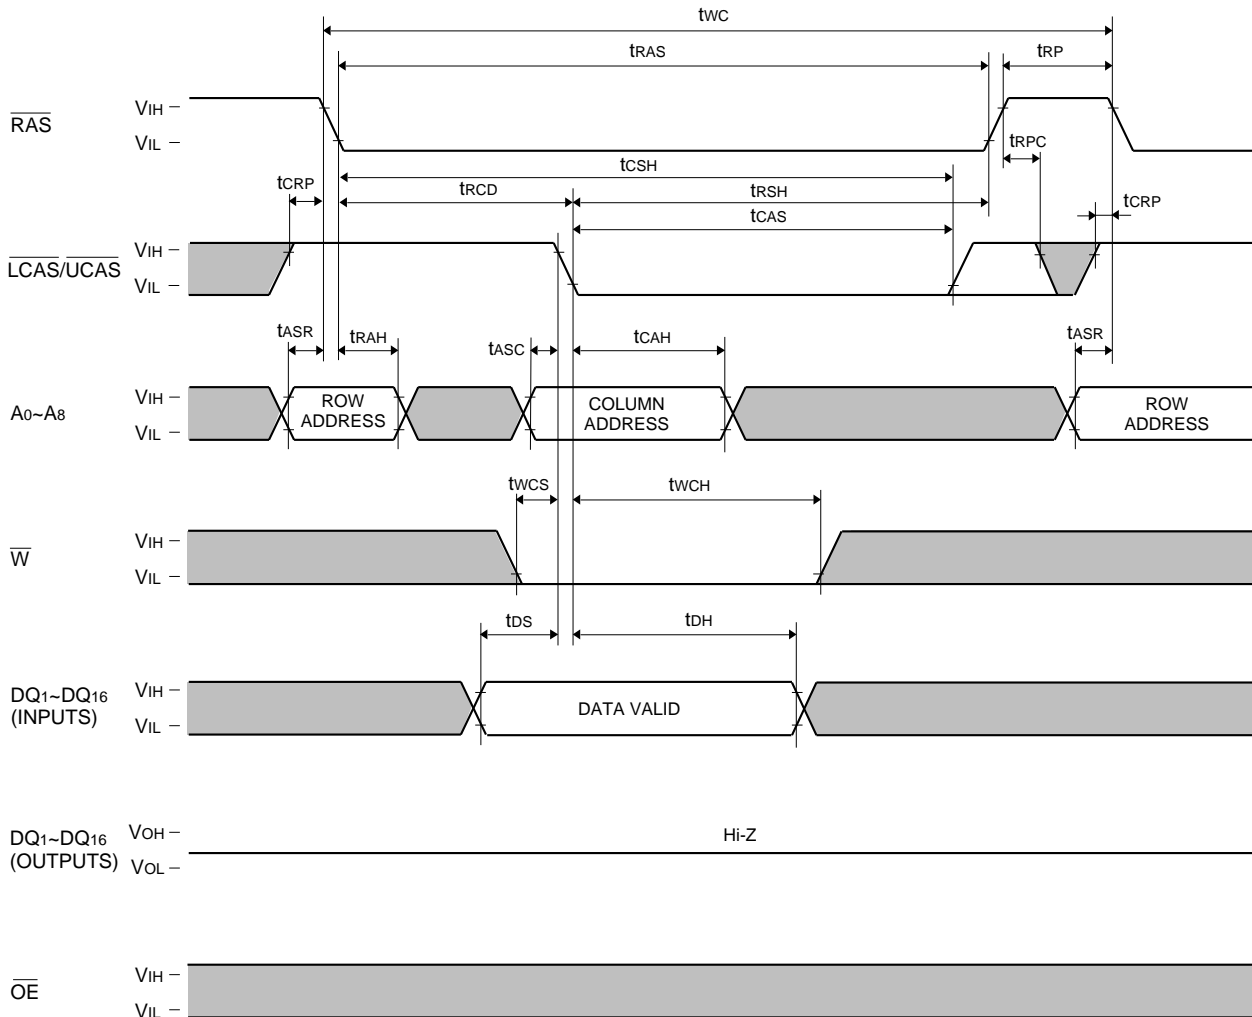 tWC
tRAS tRP
RAS VIH
VIL
tRPC
tCSH
tCRP tRCD tRSH tCRP
tCAS
LCAS/UCAS VIH
VIL
tASR tRAH tASC tCAH tASR
A0~A8 VIH
VIL
ROW ADDRESS
COLUMN ADDRESS
ROW ADDRESS
tWCS tWCH
W VIH
VIL
tDS tDH
DQ1~DQ16 (INPUTS) VIH
VIL
DATA VALID
DQ1~DQ16 (OUTPUTS) VOH
VOL
Hi-Z
OE VIH
VIL